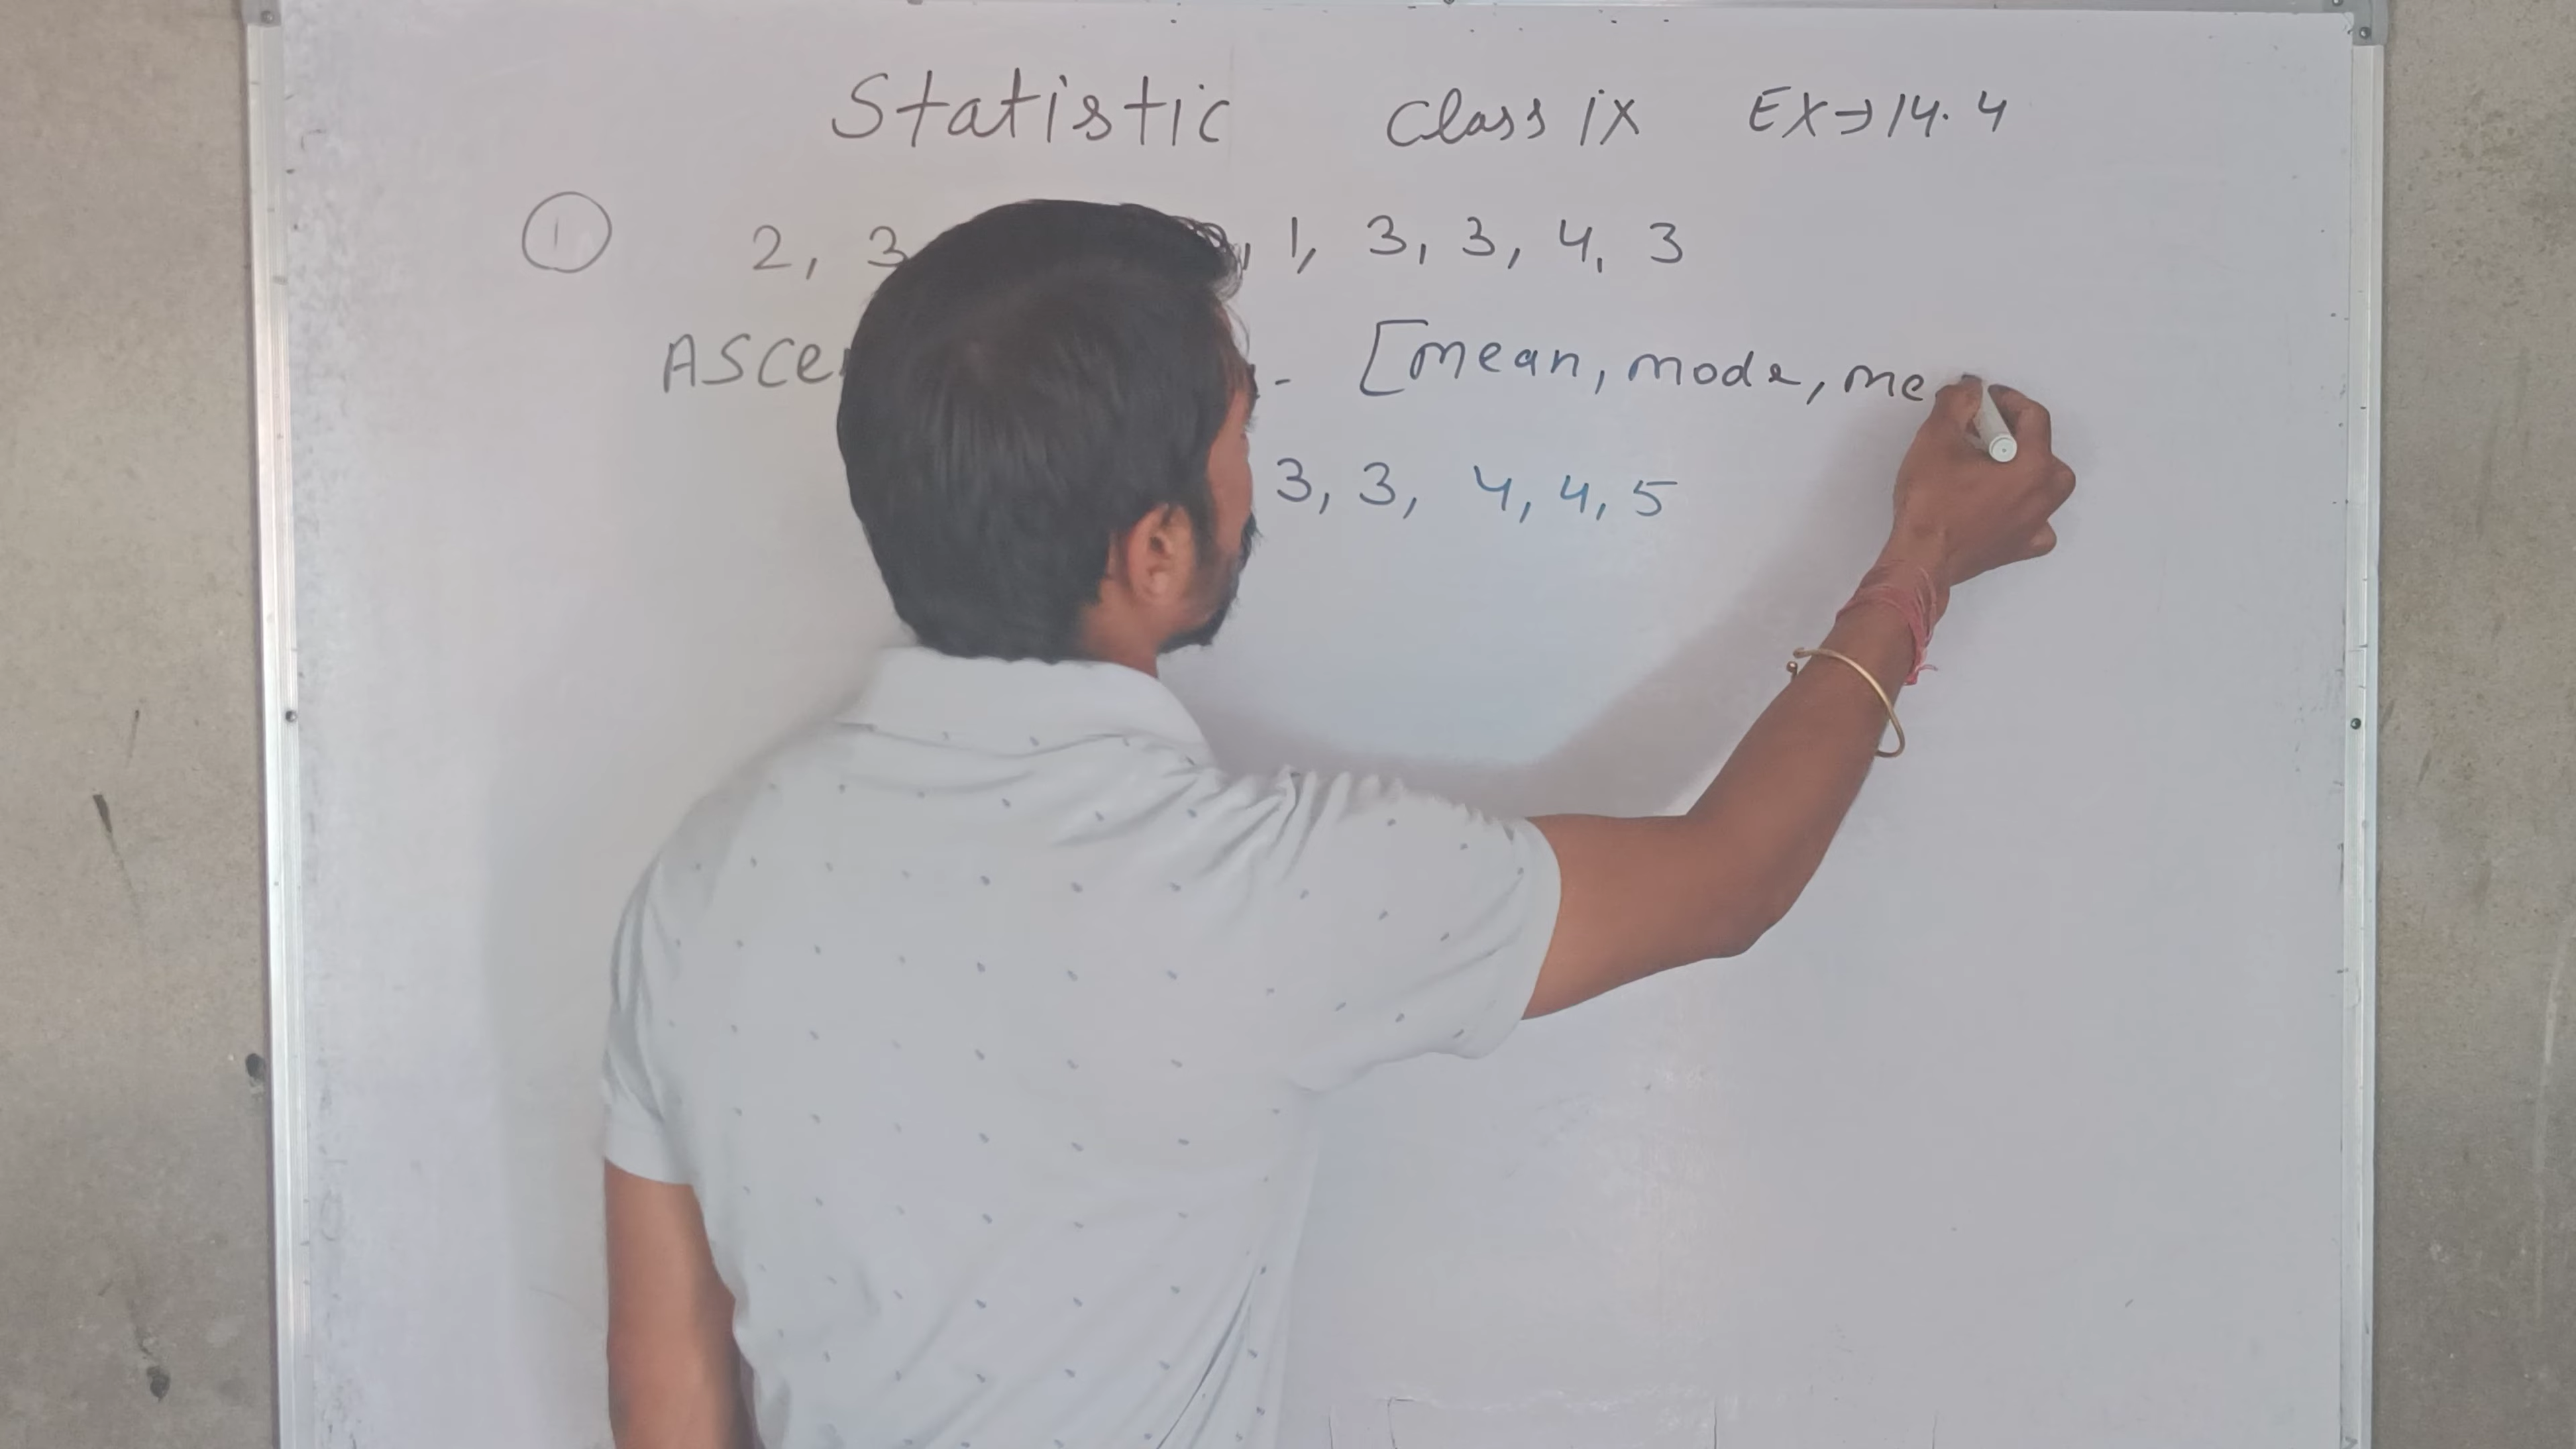 Statistic Class IX EX→14.4
① 2, 3 , 1, 3, 3, 4, 3
ASCe - [mean, mode, me
3, 3, 4, 4, 5